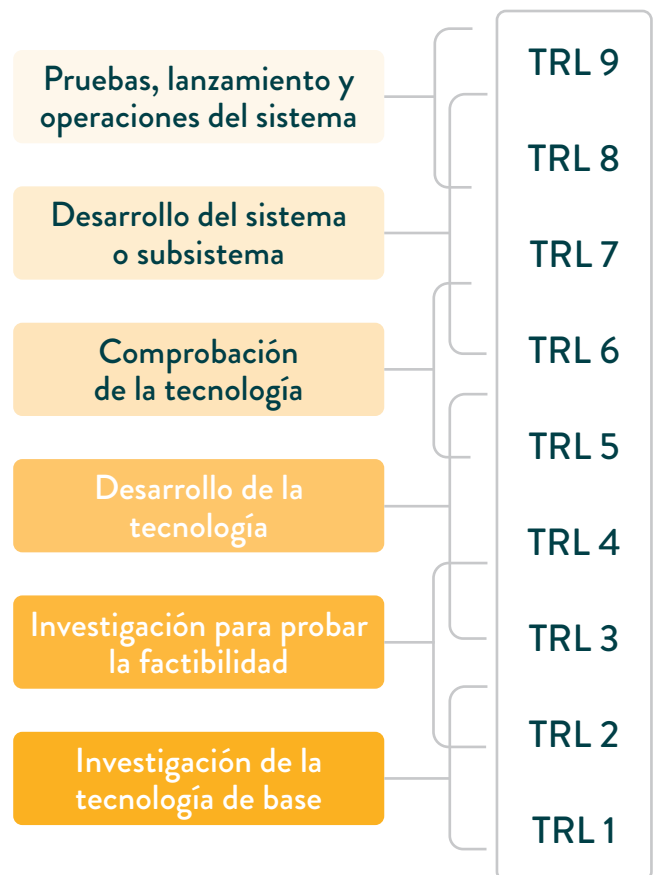 Pruebas, lanzamiento y
operaciones del sistema
Desarrollo del sistema
o subsistema
Comprobación
de la tecnología
Desarrollo de la
tecnología
Investigación para probar
la factibilidad
Investigación de la
tecnología de base
TRL 9
TRL 8
TRL 7
TRL 6
TRL 5
TRL 4
TRL 3
TRL 2
TRL 1